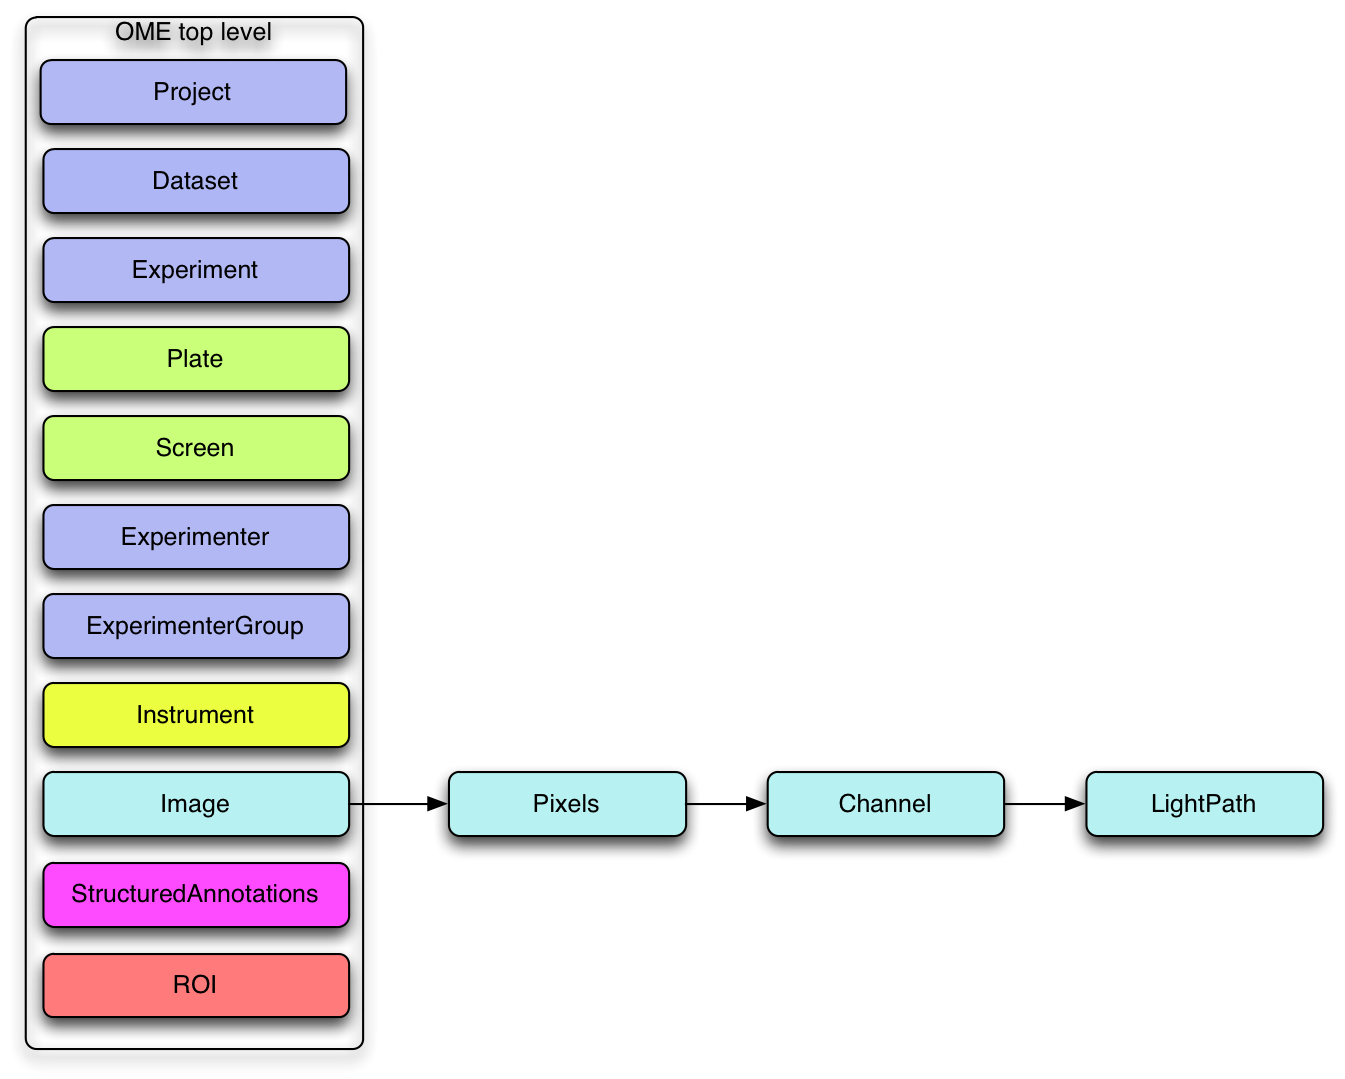 OME top level
Project
Dataset
Experiment
Plate
Screen
Experimenter
ExperimenterGroup
Instrument
Image
Pixels
Channel
LightPath
StructuredAnnotations
ROI